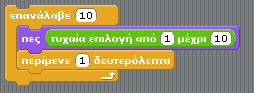 επανάλαβε 10
πες τυχαία επιλογή από 1 μέχρι 10
περίμενε 1 δευτερόλεπτα